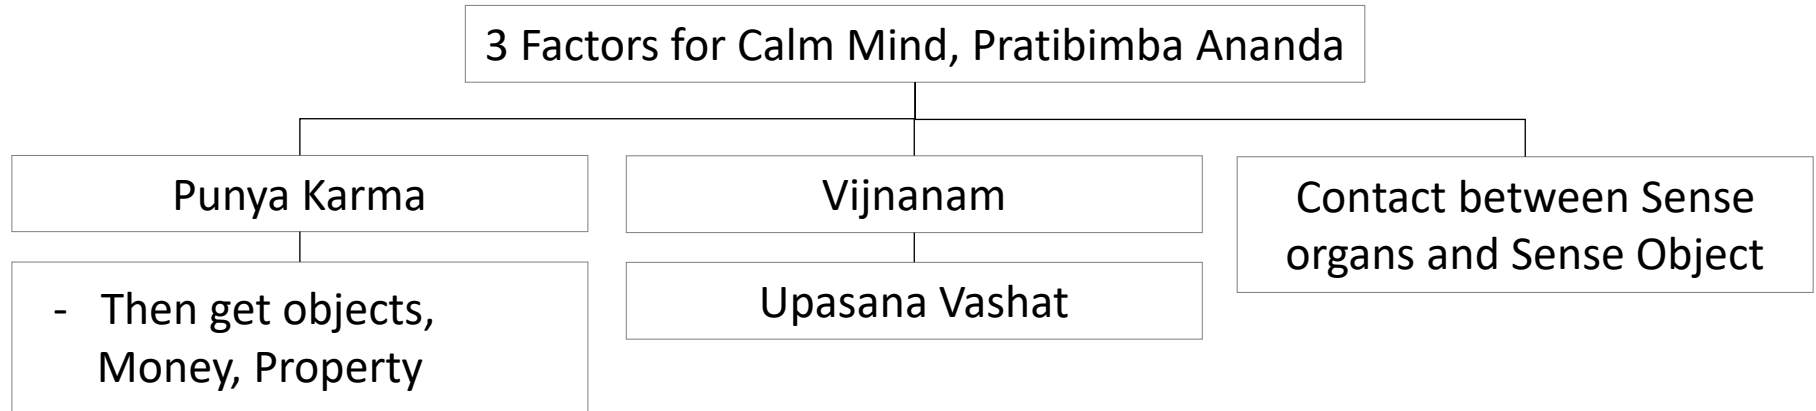 3 Factors for Calm Mind, Pratibimba Ananda
Punya Karma
Vijnanam
Contact between Sense
organs and Sense Object
- Then get objects,
Money, Property
Upasana Vashat